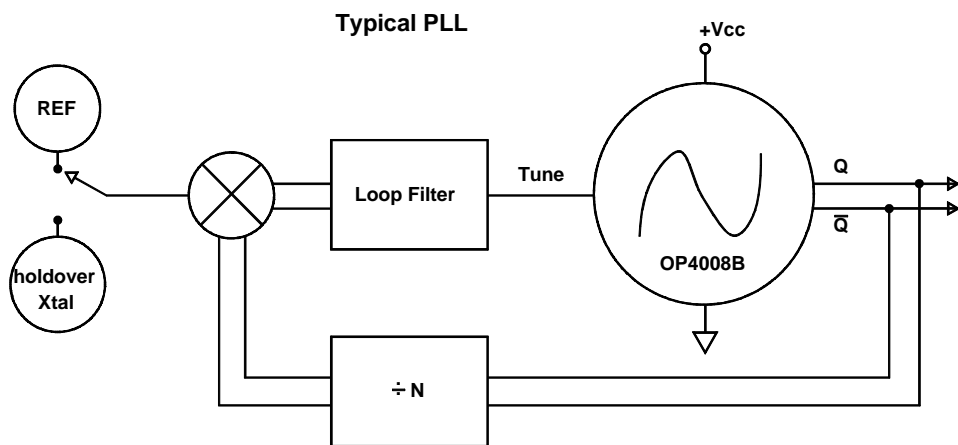 Typical PLL
+Vcc
REF
Loop Filter
Tune
Q
Q̅
OP4008B
holdover
Xtal
÷ N